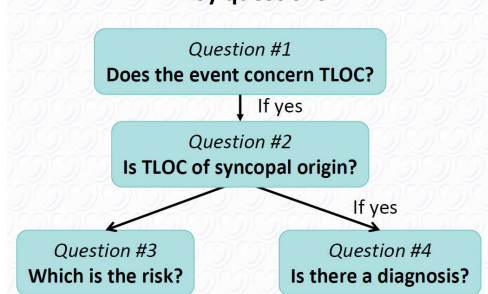 Question #1
Does the event concern TLOC?
If yes
Question #2
Is TLOC of syncopal origin?
If yes
Question #3
Which is the risk?
Question #4
Is there a diagnosis?